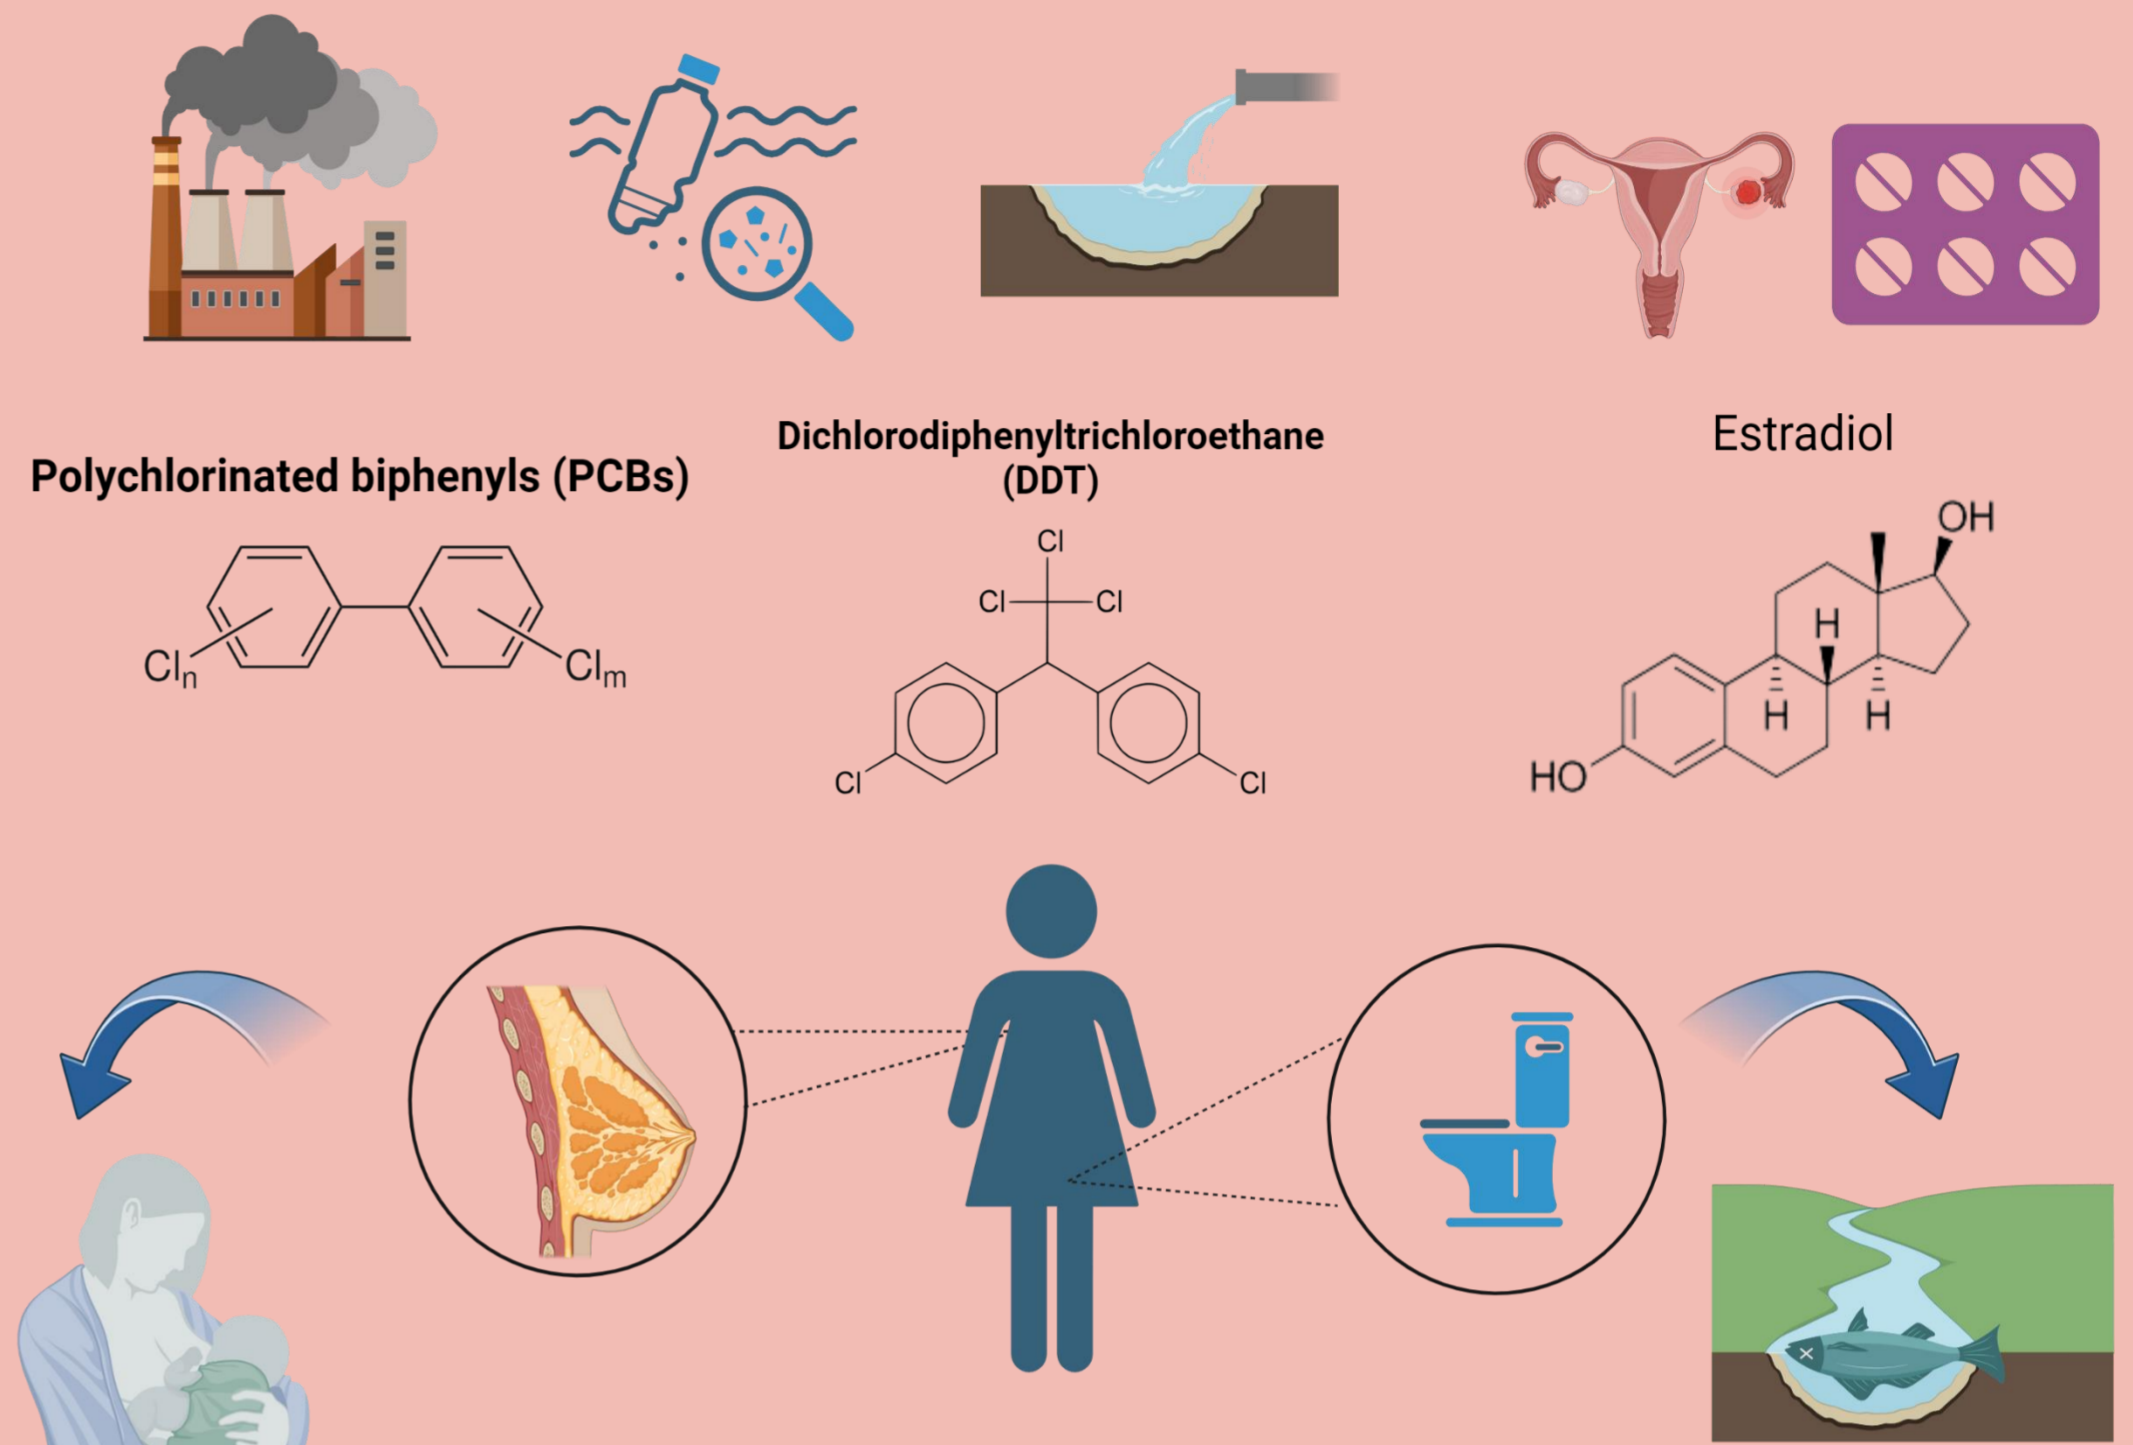 Polychlorinated biphenyls (PCBs)
Clₙ
Clₘ
Dichlorodiphenyltrichloroethane
(DDT)
Cl
Cl
Cl
Cl
Cl
Estradiol
OH
H
H
H
HO